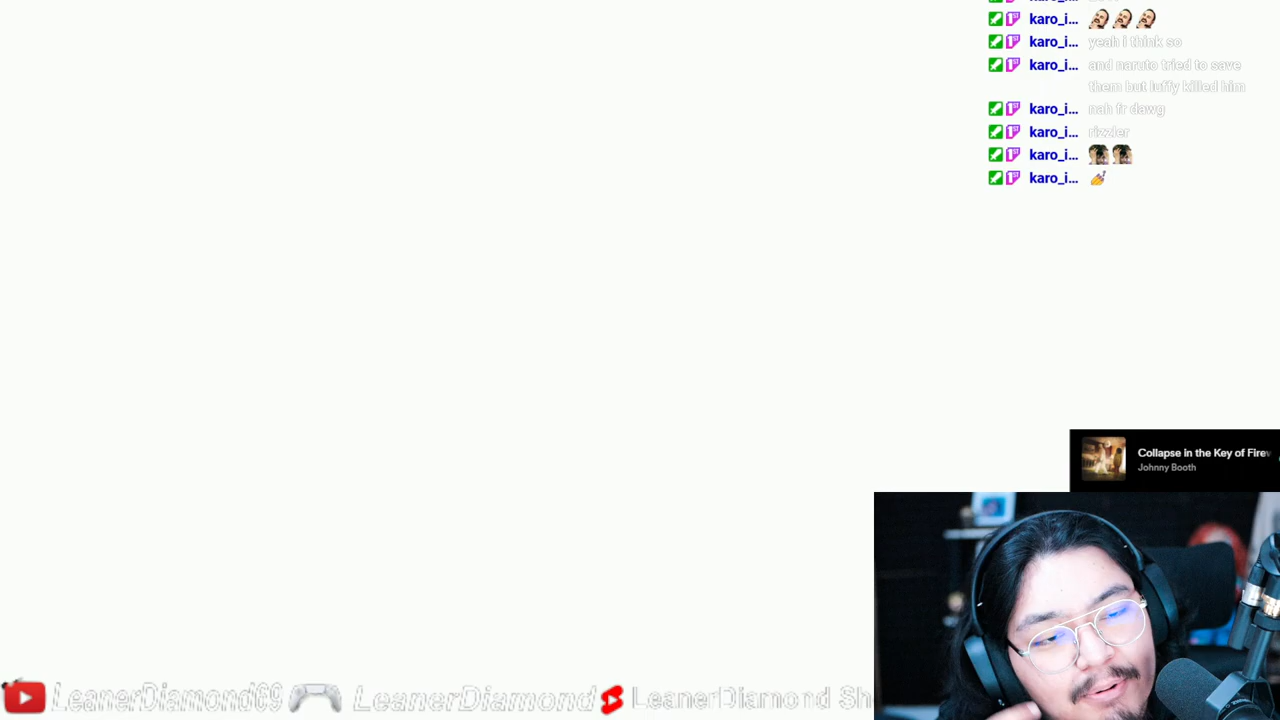 karo_i...
karo_i... yeah I think so
karo_i... and naruto tried to save
them but luffy killed him
karo_i... nah fr dawg
karo_i... rizzler
karo_i...
karo_i...
Collapse in the Key of Firew
Johnny Booth
LeanerDiamond69 LeanerDiamond LeanerDiamond Sh